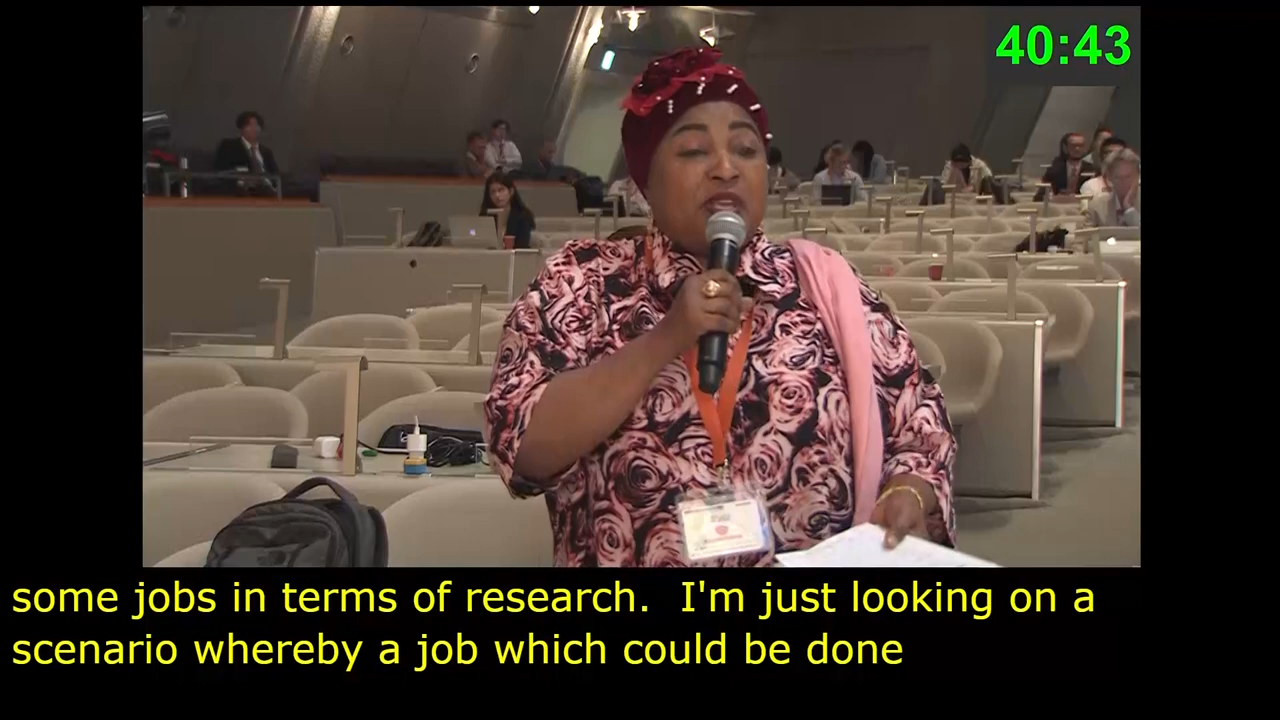 40:43
some jobs in terms of research.  I'm just looking on a
scenario whereby a job which could be done